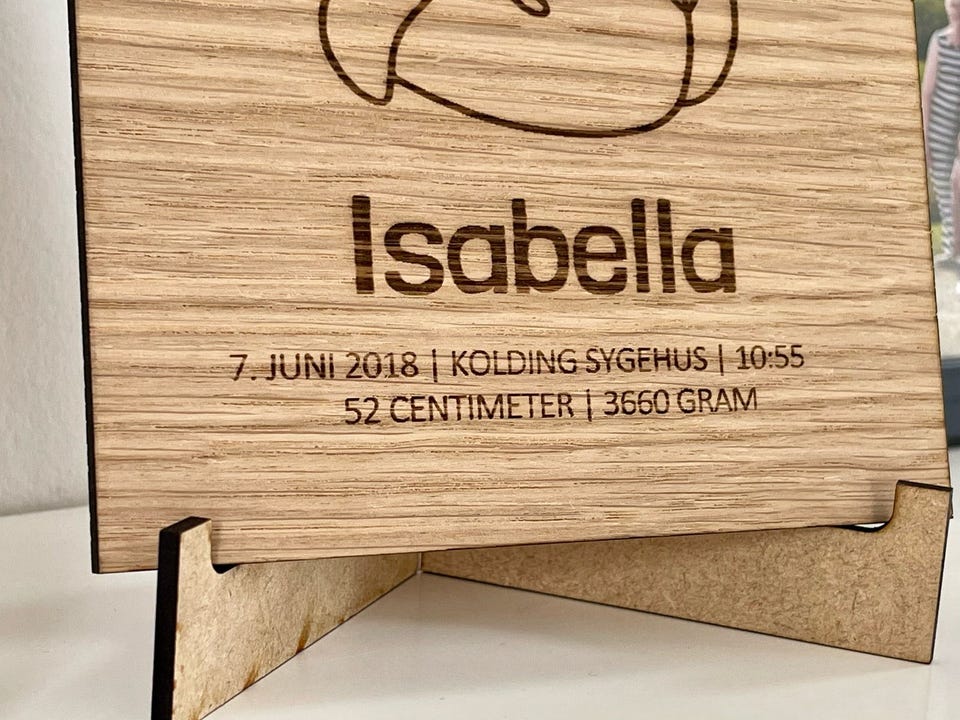 Isabella
7. JUNI 2018 | KOLDING SYGEHUS | 10:55
52 CENTIMETER | 3660 GRAM